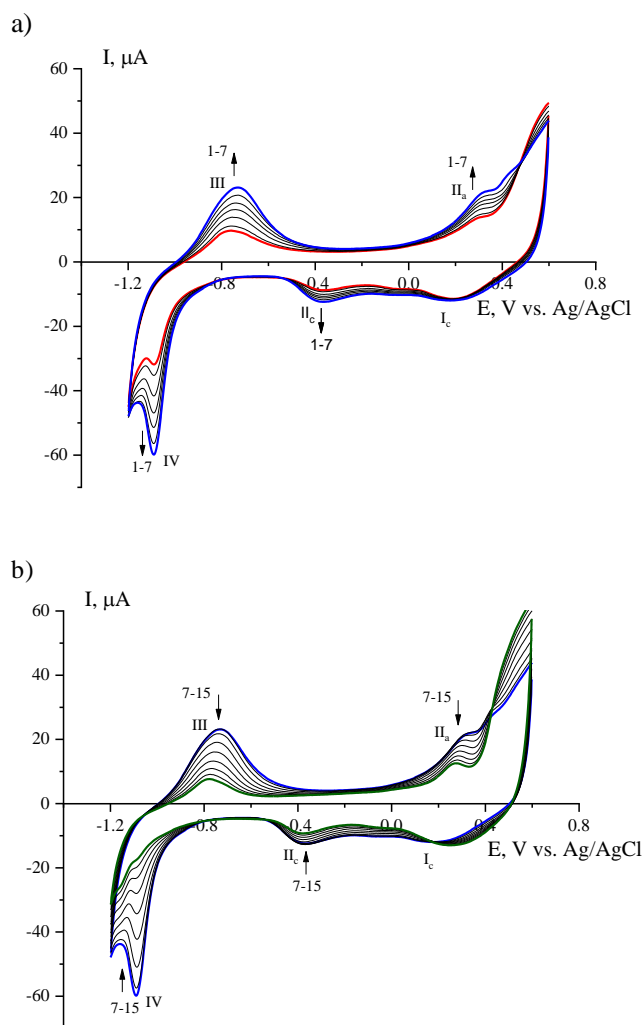 a)
I, μA
60
40
1-7
III
1-7
20
IIa
0
-1.2
0.8
0.4
0.0
0.4
0.8
IIc
Ic
E, V vs. Ag/AgCl
-20
1-7
-40
1-7
IV
-60
b)
I, μA
60
40
7-15
7-15
III
20
IIa
0
-1.2
-0.8
-0.4
0.0
0.4
0.8
IIc
Ic
E, V vs. Ag/AgCl
-20
7-15
-40
-60
7-15
IV